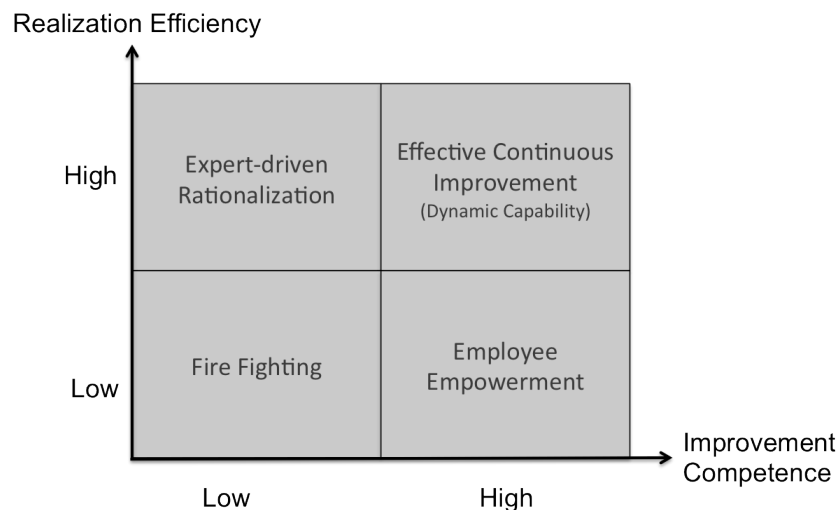 Realization Efficiency
High
Expert-driven
Rationalization
Effective Continuous
Improvement
(Dynamic Capability)
Low
Fire Fighting
Employee
Empowerment
Improvement
Competence
Low
High